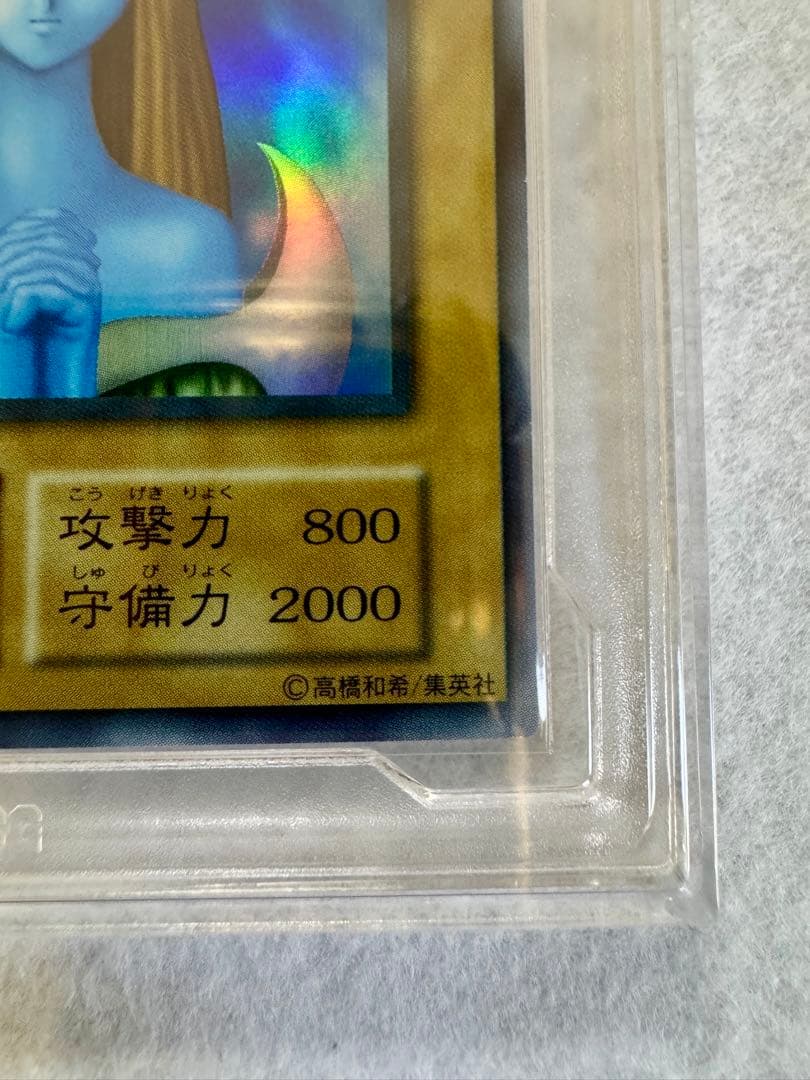 こう げき りょく
攻撃力 800
しゅ び りょく
守備力 2000
©高橋和希/集英社